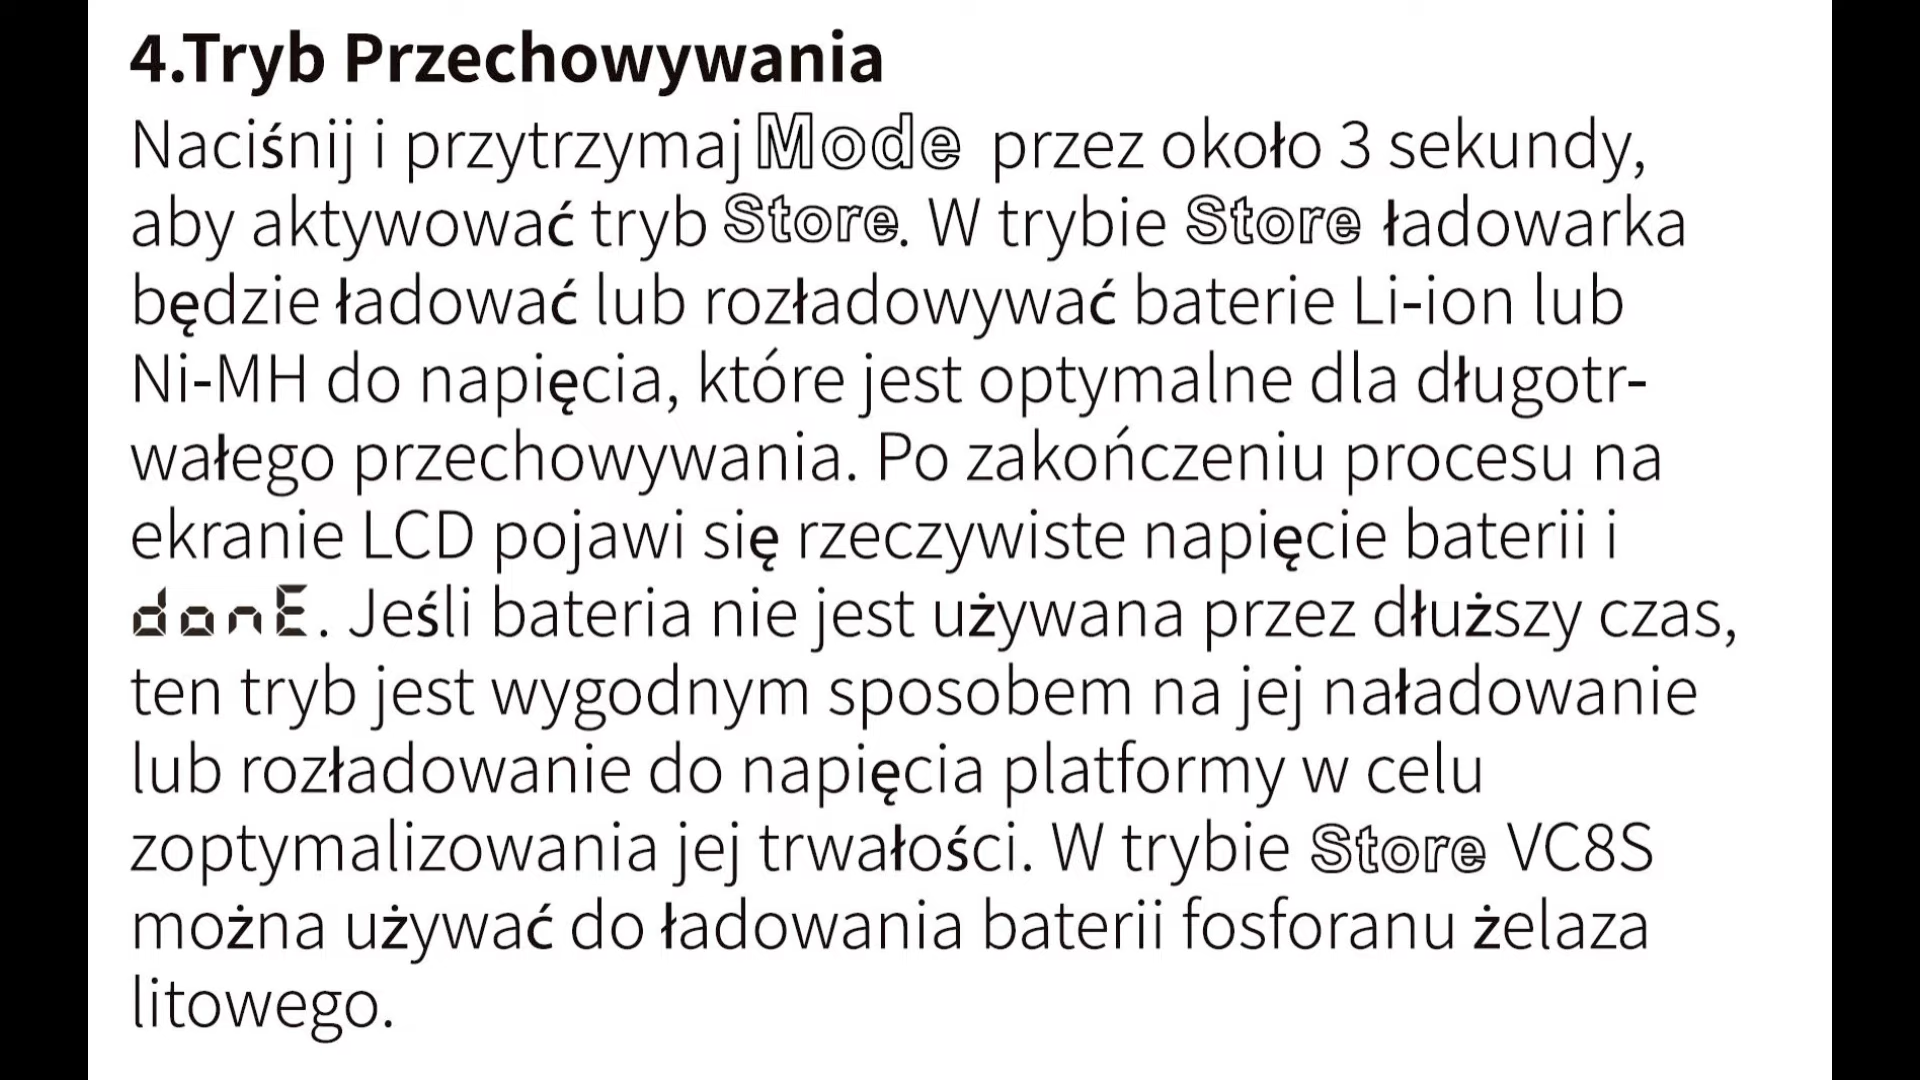 4.Tryb Przechowywania
Naciśnij i przytrzymaj Mode przez około 3 sekundy,
aby aktywować tryb Store. W trybie Store ładowarka
będzie ładować lub rozładowywać baterie Li-ion lub
Ni-MH do napięcia, które jest optymalne dla długotr-
wałego przechowywania. Po zakończeniu procesu na
ekranie LCD pojawi się rzeczywiste napięcie baterii i
donE. Jeśli bateria nie jest używana przez dłuższy czas,
ten tryb jest wygodnym sposobem na jej naładowanie
lub rozładowanie do napięcia platformy w celu
zoptymalizowania jej trwałości. W trybie Store VC8S
można używać do ładowania baterii fosforanu żelaza
litowego.